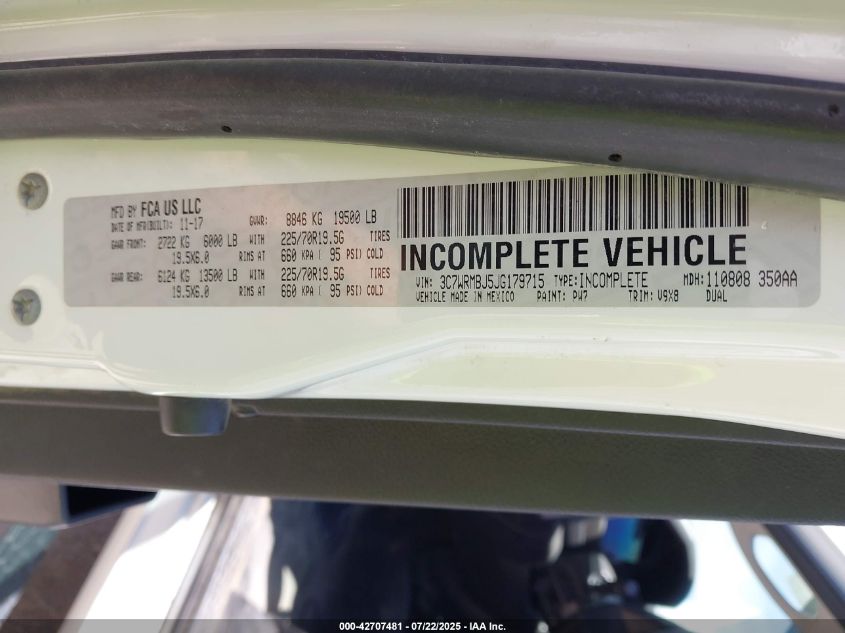 MFD BY FCA US LLC
DATE OF MFR(BUILT): 11-17 GVWR: 8846 KG 19500 LB
GAWR FRONT: 2722 KG 6000 LB WITH 225/70R19.5G TIRES
19.5X6.0 RIMS AT 660 KPA ( 95 PSI) COLD
GAWR REAR: 6124 KG 13500 LB WITH 225/70R19.5G TIRES
19.5X6.0 RIMS AT 660 KPA ( 95 PSI) COLD
INCOMPLETE VEHICLE
VIN: 3C7WRMBJ5JG179715 TYPE: INCOMPLETE MDH: 110808 350AA
VEHICLE MADE IN MEXICO PAINT: PW7 TRIM: V9X8 DUAL
000-42707481 - 07/22/2025 - IAA Inc.